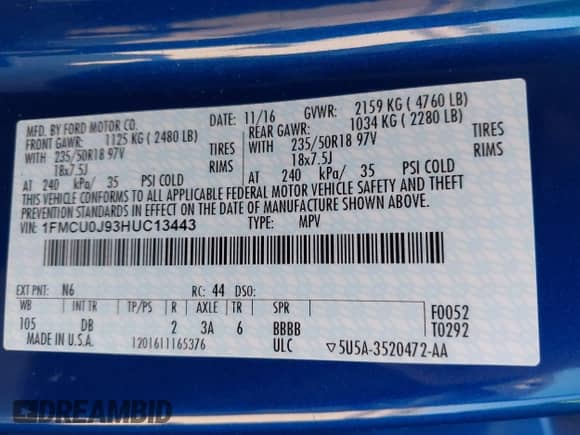 MFD. BY FORD MOTOR CO.
DATE: 11/16 GVWR: 2159 KG ( 4760 LB)
FRONT GAWR: 1125 KG ( 2480 LB)
REAR GAWR: 1034 KG ( 2280 LB)
WITH 235/50R18 97V TIRES
WITH 235/50R18 97V TIRES
18x7.5J RIMS
18x7.5J RIMS
AT 240 kPa/ 35 PSI COLD
AT 240 kPa/ 35 PSI COLD
THIS VEHICLE CONFORMS TO ALL APPLICABLE FEDERAL MOTOR VEHICLE SAFETY AND THEFT
PREVENTION STANDARDS IN EFFECT ON THE DATE OF MANUFACTURE SHOWN ABOVE.
VIN: 1FMCU0J93HUC13443 TYPE: MPV
EXT PNT: N6 RC: 44 DSO:
WB INT TR TP/PS R AXLE TR SPR
105 DB 2 3A 6 BBBB
F0052
T0292
MADE IN U.S.A. 1201611165376 ULC ▽5U5A-3520472-AA
DREAMBID